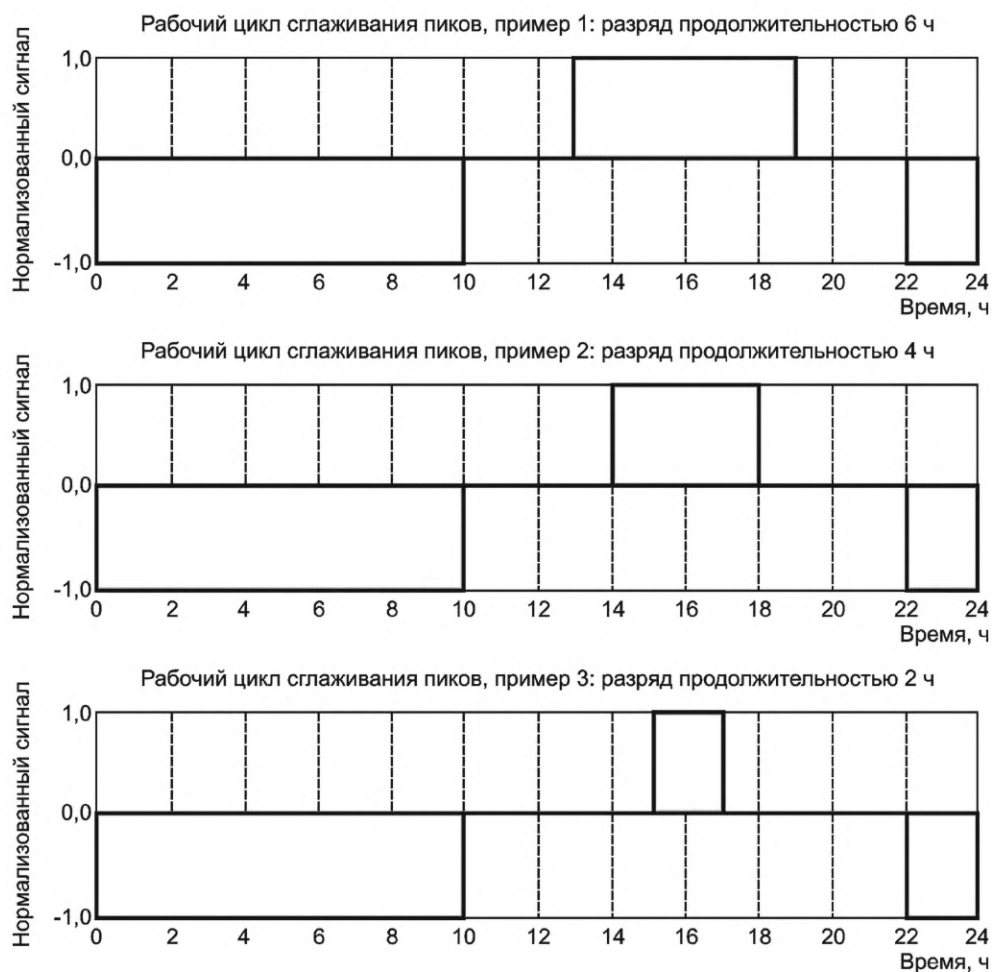 Рабочий цикл сглаживания пиков, пример 1: разряд продолжительностью 6 ч
Нормализованный сигнал
1,0
0,0
-1,0
0 2 4 6 8 10 12 14 16 18 20 22 24
Время, ч
Рабочий цикл сглаживания пиков, пример 2: разряд продолжительностью 4 ч
Нормализованный сигнал
1,0
0,0
-1,0
0 2 4 6 8 10 12 14 16 18 20 22 24
Время, ч
Рабочий цикл сглаживания пиков, пример 3: разряд продолжительностью 2 ч
Нормализованный сигнал
1,0
0,0
-1,0
0 2 4 6 8 10 12 14 16 18 20 22 24
Время, ч